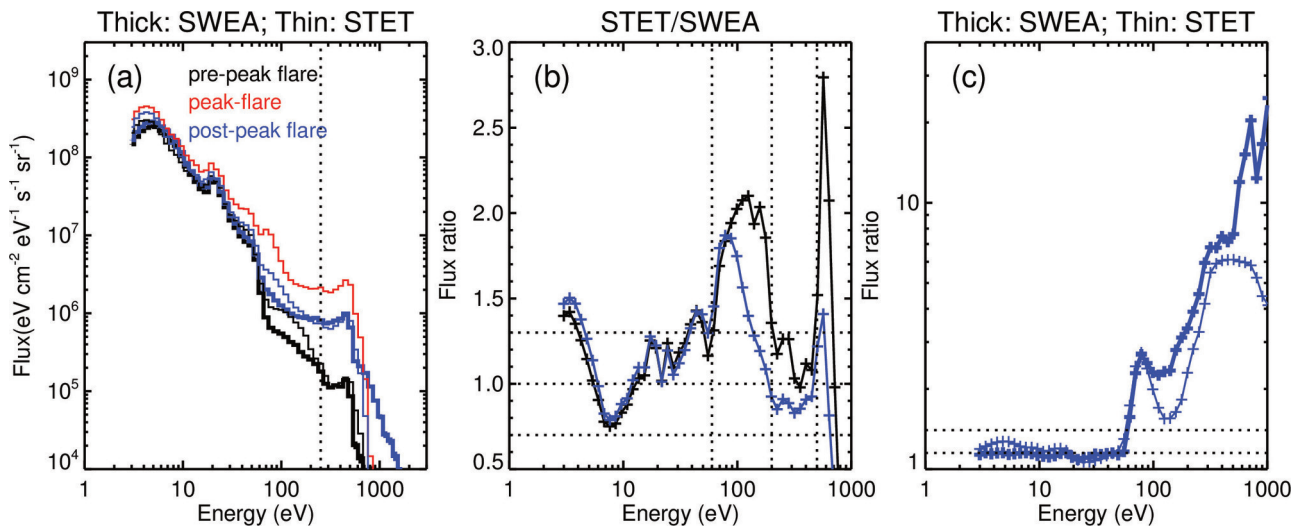 Thick: SWEA; Thin: STET
STET/SWEA
Thick: SWEA; Thin: STET
(a)
pre-peak flare
peak-flare
post-peak flare
Flux(eV cm⁻² eV⁻¹ s⁻¹ sr⁻¹)
10⁹
10⁸
10⁷
10⁶
10⁵
10⁴
1
10
100
1000
Energy (eV)
(b)
Flux ratio
3.0
2.5
2.0
1.5
1.0
0.5
1
10
100
1000
Energy (eV)
(c)
Flux ratio
10
1
1
10
100
1000
Energy (eV)